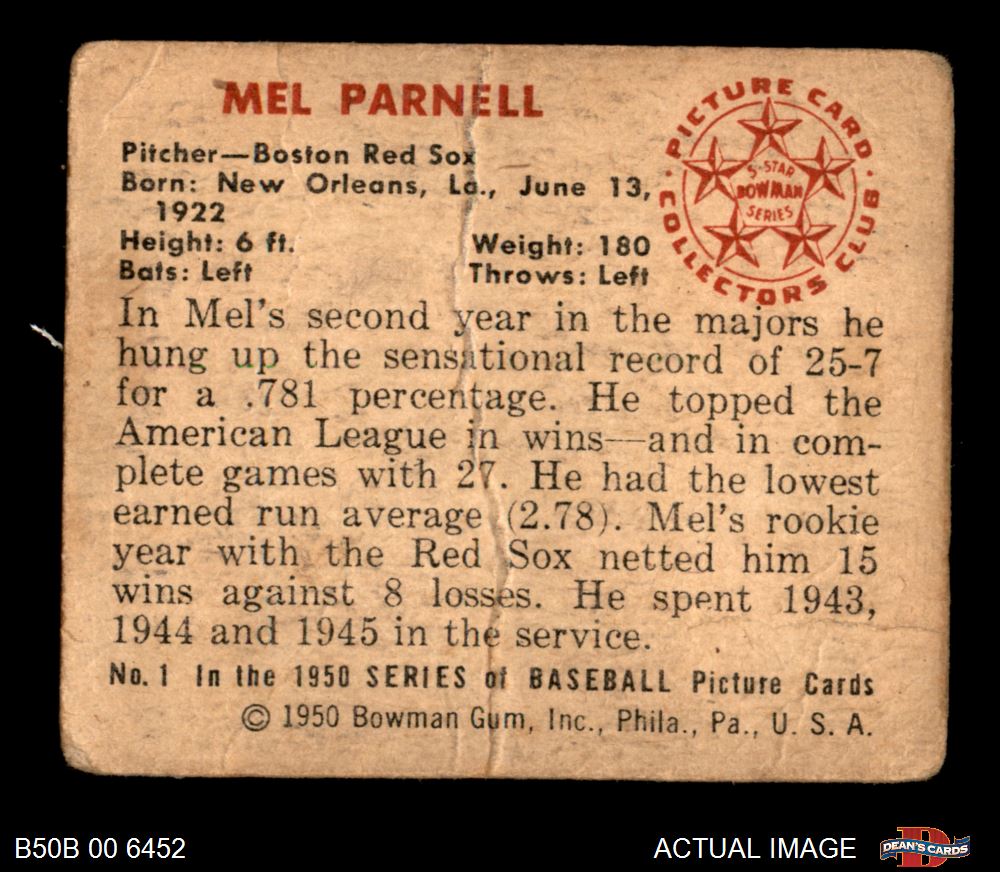 MEL PARNELL
Pitcher—Boston Red Sox
Born: New Orleans, La., June 13,
1922
Height: 6 ft. Weight: 180
Bats: Left Throws: Left
PICTURE CARD
COLLECTORS CLUB
5-STAR
BOWMAN
SERIES
In Mel's second year in the majors he
hung up the sensational record of 25-7
for a .781 percentage. He topped the
American League in wins—and in com-
plete games with 27. He had the lowest
earned run average (2.78). Mel's rookie
year with the Red Sox netted him 15
wins against 8 losses. He spent 1943,
1944 and 1945 in the service.
No. 1 In the 1950 SERIES of BASEBALL Picture Cards
© 1950 Bowman Gum, Inc., Phila., Pa., U. S. A.
B50B 00 6452
ACTUAL IMAGE
D
DEAN'S CARDS